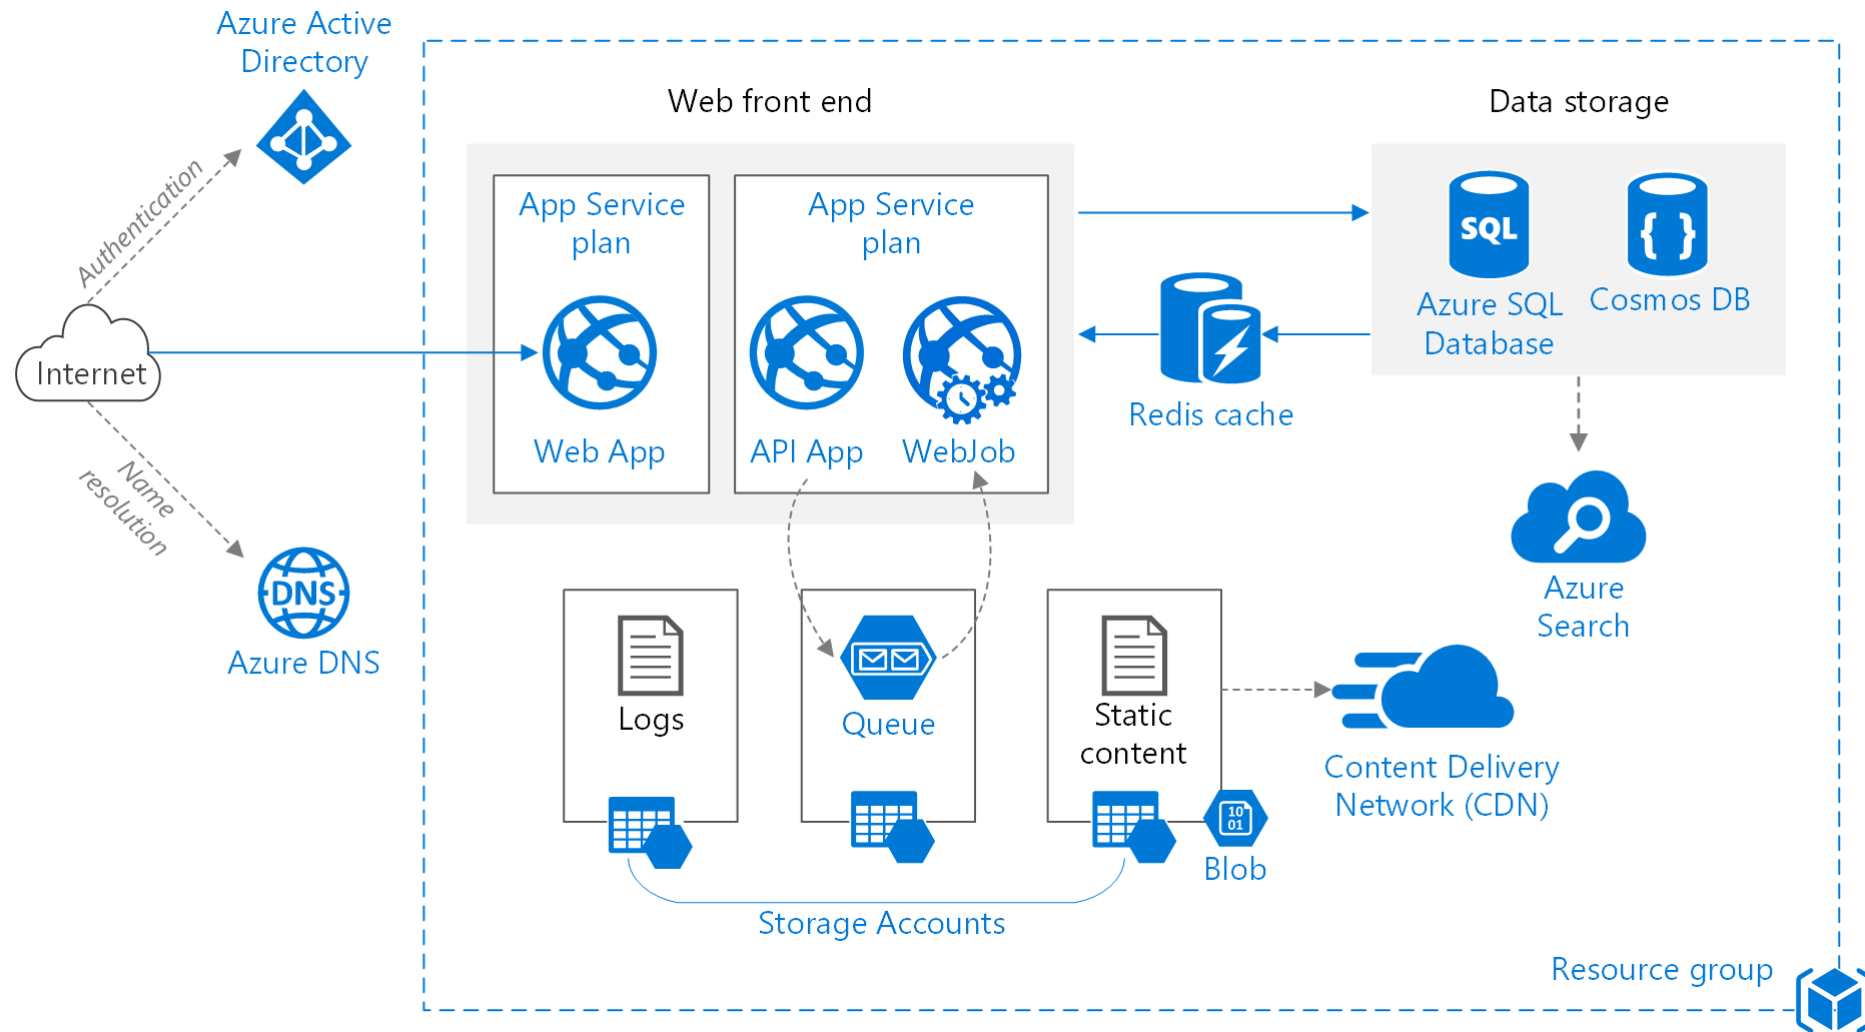 Azure Active
Directory
Web front end
Data storage
App Service
plan
App Service
plan
SQL
{ }
Azure SQL
Database
Cosmos DB
Authentication
Internet
Web App
API App
WebJob
Redis cache
Name
resolution
DNS
Azure DNS
Azure
Search
Logs
Queue
Static
content
Content Delivery
Network (CDN)
10
01
Blob
Storage Accounts
Resource group